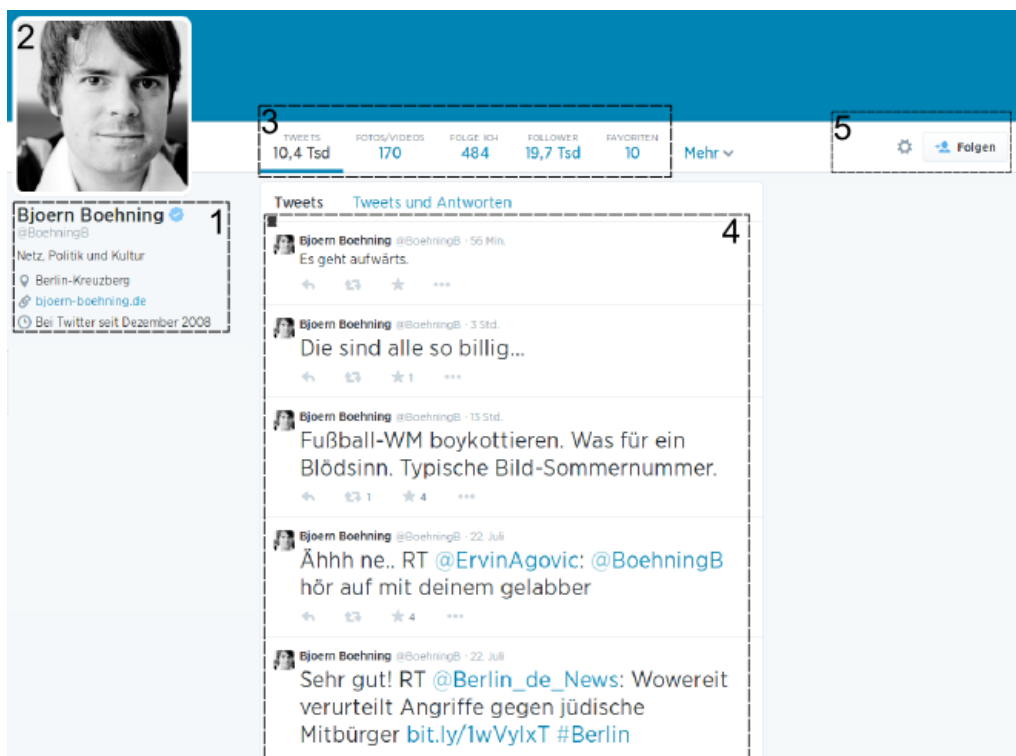 2
3
TWEETS FOTOS/VIDEOS FOLGE ICH FOLLOWER FAVORITEN
10,4 Tsd 170 484 19,7 Tsd 10 Mehr
5
Folgen
Bjoern Boehning 1
@BoehningB
Netz, Politik und Kultur
Berlin-Kreuzberg
bjoern-boehning.de
Bei Twitter seit Dezember 2008
Tweets Tweets und Antworten
4
Bjoern Boehning @BoehningB · 56 Min.
Es geht aufwärts.
Bjoern Boehning @BoehningB · 3 Std.
Die sind alle so billig...
1
Bjoern Boehning @BoehningB · 13 Std.
Fußball-WM boykottieren. Was für ein
Blödsinn. Typische Bild-Sommernummer.
1 4
Bjoern Boehning @BoehningB · 22. Juli
Ähhh ne.. RT @ErvinAgovic: @BoehningB
hör auf mit deinem gelabber
4
Bjoern Boehning @BoehningB · 22. Juli
Sehr gut! RT @Berlin_de_News: Wowereit
verurteilt Angriffe gegen jüdische
Mitbürger bit.ly/1wVylxT #Berlin